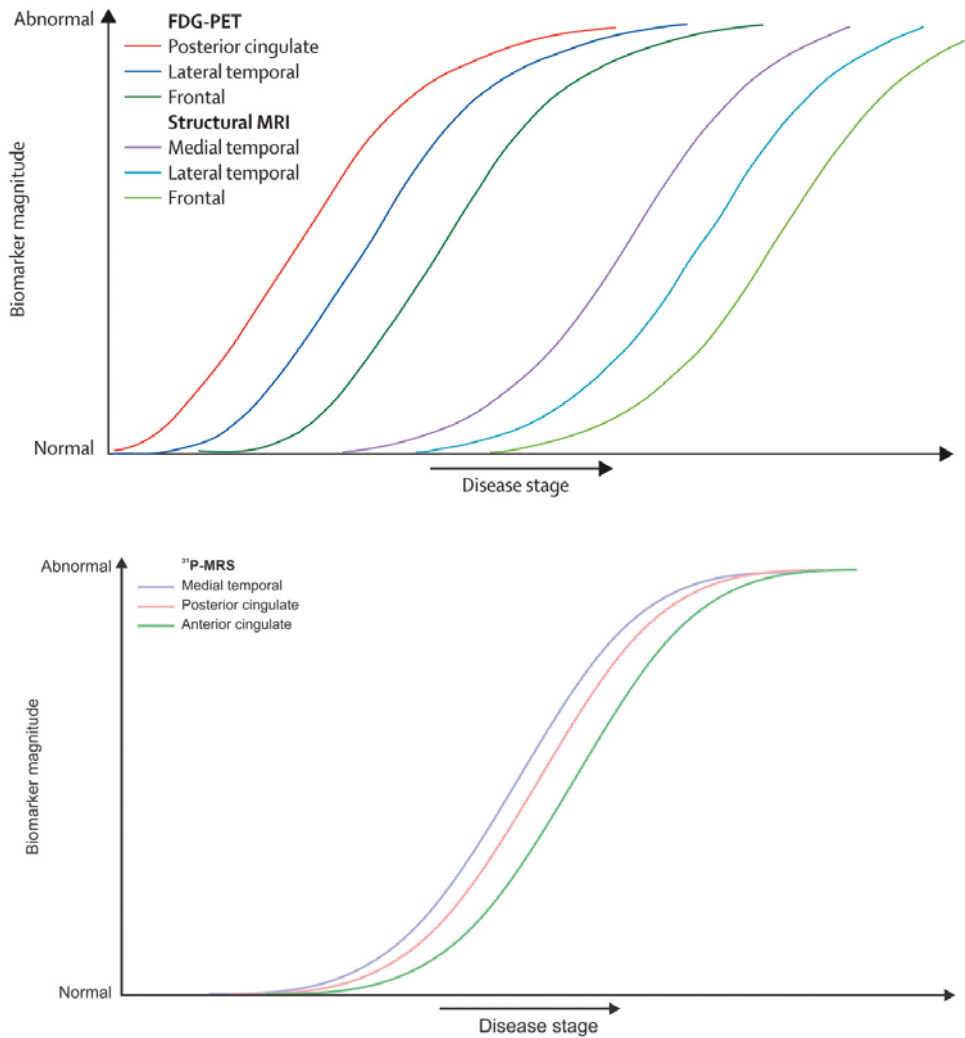 Abnormal
FDG-PET
Posterior cingulate
Lateral temporal
Frontal
Structural MRI
Medial temporal
Lateral temporal
Frontal
Biomarker magnitude
Normal
Disease stage
Abnormal
³¹P-MRS
Medial temporal
Posterior cingulate
Anterior cingulate
Biomarker magnitude
Normal
Disease stage